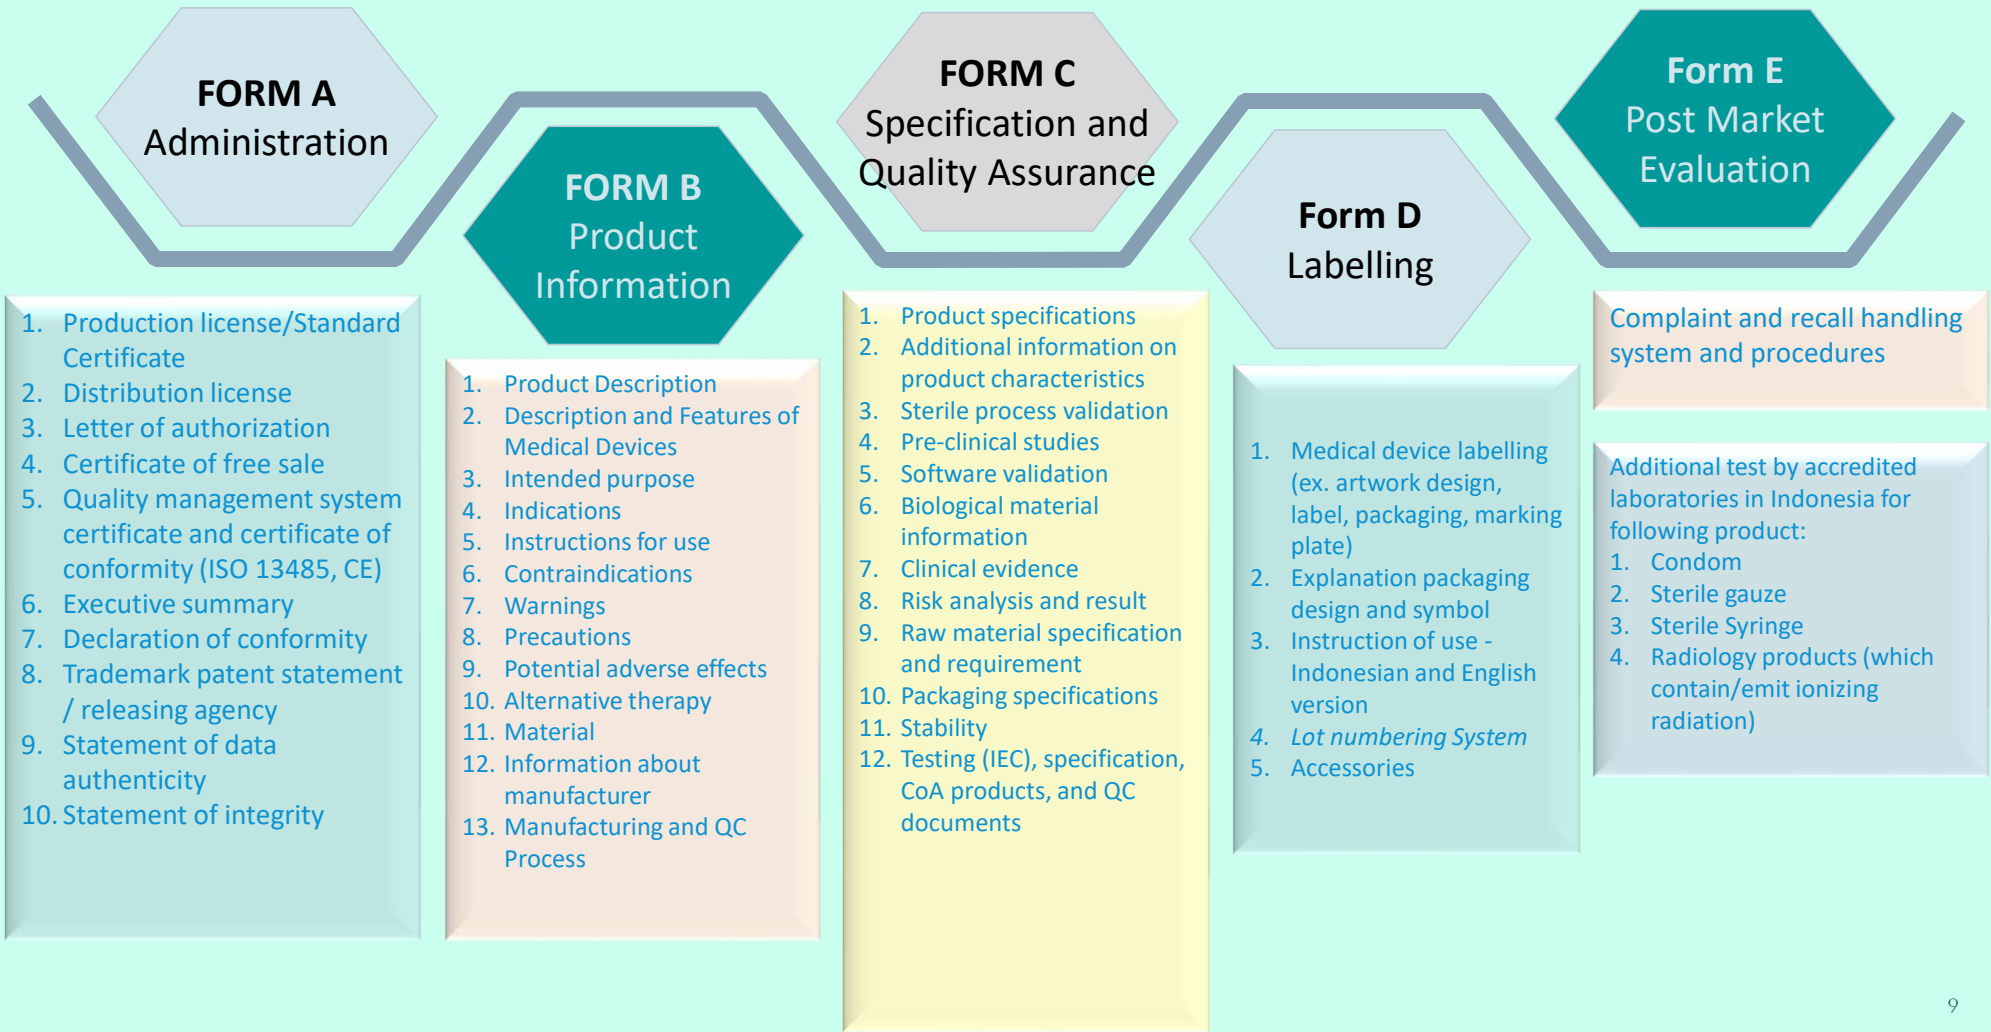 FORM A
Administration
1. Production license/Standard
Certificate
2. Distribution license
3. Letter of authorization
4. Certificate of free sale
5. Quality management system
certificate and certificate of
conformity (ISO 13485, CE)
6. Executive summary
7. Declaration of conformity
8. Trademark patent statement
/ releasing agency
9. Statement of data
authenticity
10. Statement of integrity
FORM B
Product
Information
1. Product Description
2. Description and Features of
Medical Devices
3. Intended purpose
4. Indications
5. Instructions for use
6. Contraindications
7. Warnings
8. Precautions
9. Potential adverse effects
10. Alternative therapy
11. Material
12. Information about
manufacturer
13. Manufacturing and QC
Process
FORM C
Specification and
Quality Assurance
1. Product specifications
2. Additional information on
product characteristics
3. Sterile process validation
4. Pre-clinical studies
5. Software validation
6. Biological material
information
7. Clinical evidence
8. Risk analysis and result
9. Raw material specification
and requirement
10. Packaging specifications
11. Stability
12. Testing (IEC), specification,
CoA products, and QC
documents
Form D
Labelling
1. Medical device labelling
(ex. artwork design,
label, packaging, marking
plate)
2. Explanation packaging
design and symbol
3. Instruction of use -
Indonesian and English
version
4. Lot numbering System
5. Accessories
Form E
Post Market
Evaluation
Complaint and recall handling
system and procedures
Additional test by accredited
laboratories in Indonesia for
following product:
1. Condom
2. Sterile gauze
3. Sterile Syringe
4. Radiology products (which
contain/emit ionizing
radiation)
9